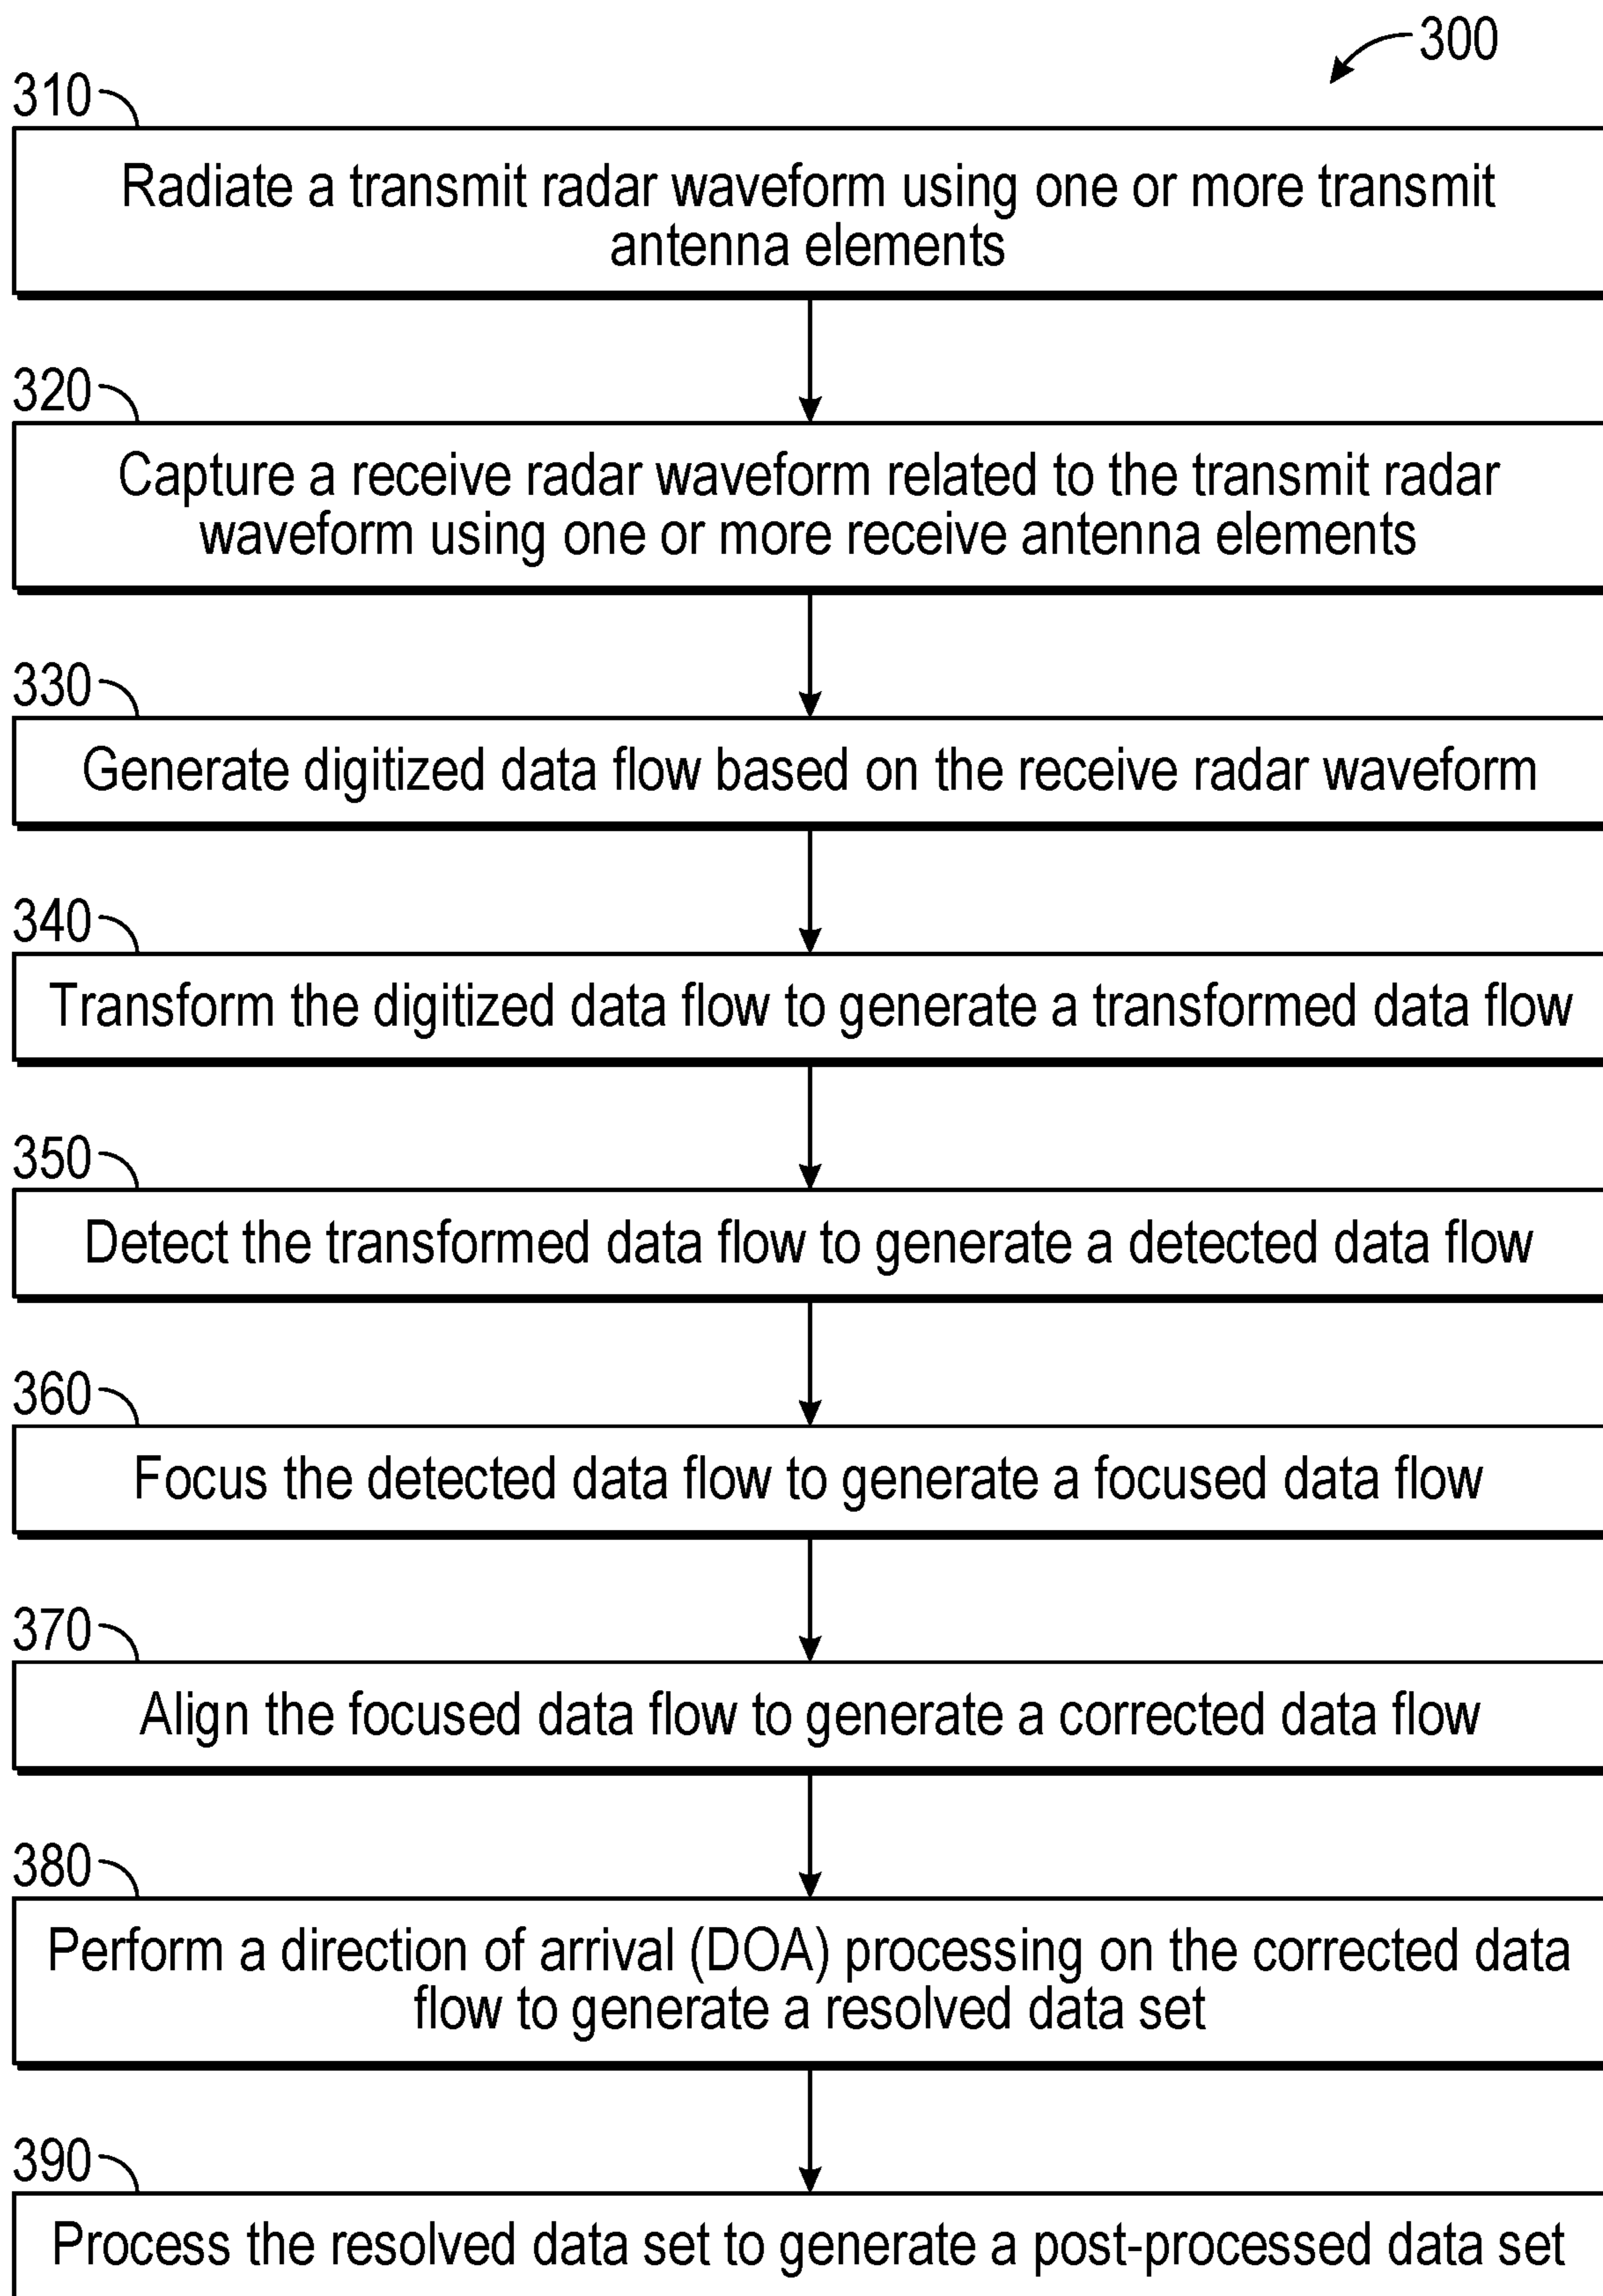 300
310
Radiate a transmit radar waveform using one or more transmit
antenna elements
320
Capture a receive radar waveform related to the transmit radar
waveform using one or more receive antenna elements
330
Generate digitized data flow based on the receive radar waveform
340
Transform the digitized data flow to generate a transformed data flow
350
Detect the transformed data flow to generate a detected data flow
360
Focus the detected data flow to generate a focused data flow
370
Align the focused data flow to generate a corrected data flow
380
Perform a direction of arrival (DOA) processing on the corrected data
flow to generate a resolved data set
390
Process the resolved data set to generate a post-processed data set